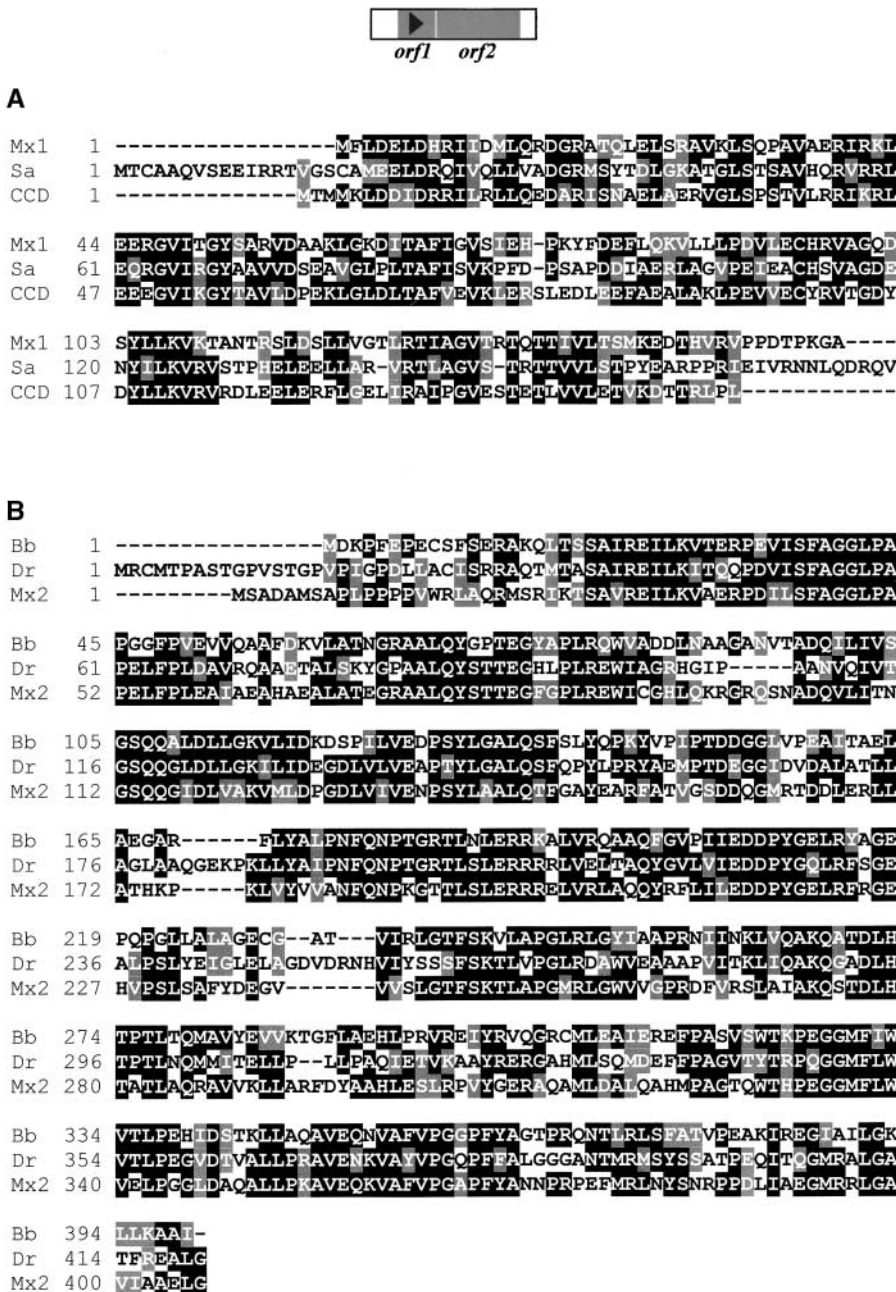 orf1 orf2
A
Mx1 1 -----------------MFLDELDHRIIDMLQRDGRATQLELSRAVKLSQPAVAERIRKL
Sa 1 MTCAAQVSEEIRRTVGSCAMEELDRQIVQLLVADGRMSYTDLGKATGLSTSAVHQRVRRL
CCD 1 --------------MTMMKLDDIDRRILRLLQEDARISNAELAERVGLSPSTVLRRIKRL
Mx1 44 EERGVITGYSARVDAAKLGKDITAFIGVSIEH-PKYFDEFLQKVLLLPDVLECHRVAGQD
Sa 61 EQRGVIRGYAAVVDSEAVGLPLTAFISVKPFD-PSAPDDIAERLAGVPEIEACHSVAGDE
CCD 47 EEEGVIKGYTAVLDPEKLGLDLTAFVEVKLERSLEDLEEFAEALAKLPEVVECYRVTGDY
Mx1 103 SYLLKVKTANTRSLDSLLVGTLRTIAGVTRTQTTIVLTSMKEDTHVRVPPDTPKGA----
Sa 120 NYILKVRVSTPHELEELLAR-VRTLAGVS-TRTTVVLSTPYEARPPRIEIVRNNLQDRQV
CCD 107 DYLLKVRVRDLEELERFLGELIRAIPGVESTETLVVLETVKDTTRLPL------------
B
Bb 1 ----------------MDKPFEPECSFSERAKQLTSSAIREILKVTERPEVISFAGGLPA
Dr 1 MRCMTPASTGPVSTGPVPIGPDLLACISRRAQTMTASAIREILKITQQPDVISFAGGLPA
Mx2 1 ---------MSADAMSAPLPPPPVWRLAQRMSRIKTSAVREILKVAERPDILSFAGGLPA
Bb 45 PGGFPVEVVQAAFDKVLATNGRAALQYGPTEGYAPLRQWVADDLNAAGANVTADQILIVS
Dr 61 PELFPLDAVRQAAETALSKYGPAALQYSTTEGHLPLREWIAGRHGIP-----AANVQIVT
Mx2 52 PELFPLEAIAEAHAEALATEGRAALQYSTTEGFGPLREWICGHLQKRGRQSNADQVLITN
Bb 105 GSQQALDLLGKVLIDKDSPILVEDPSYLGALQSFSLYQPKYVPIPTDDGGLVPEAITAEL
Dr 116 GSQQGLDLLGKILIDEGDLVLVEAPTYLGALQSFQPYLPRYAEMPTDEGGIDVDALATLL
Mx2 112 GSQQGIDLVAKVMLDPGDLVIVENPSYLAALQTFGAYEARFATVGSDDQGMRTDDLERLL
Bb 165 AEGAR------FLYALPNFQNPTGRTLNLERRKALVRQAAQFGVPIIEDDPYGELRYAGE
Dr 176 AGLAAQGEKPKLLYAIPNFQNPTGRTLSLERRRRLVELTAQYGVLVIEDDPYGQLRFSGE
Mx2 172 ATHKP-----KLVYVVANFQNPKGTTLSLERRRELVRLAQQYRFLILEDDPYGELRFRGE
Bb 219 PQPGLLALAGECG--AT---VIRLGTFSKVLAPGLRLGYIAAPRNIINKLVQAKQATDLH
Dr 236 ALPSLYEIGLELAGDVDRNHVIYSSSFSKTLVPGLRDAWVEAAAPVITKLIQAKQGADLH
Mx2 227 HVPSLSAFYDEGV-------VVSLGTFSKTLAPGMRLGWVVGPRDFVRSLAIAKQSTDLH
Bb 274 TPTLTQMAVYEVVKTGFLAEHLPRVREIYRVQGRCMLEAIEREFPASVSWTKPEGGMFIW
Dr 296 TPTLNQMMITELLP--LLPAQIETVKAAYRERGAHMLSQMDEFFPAGVTYTRPQGGMFLW
Mx2 280 TATLAQRAVVKLLARFDYAAHLESLRPVYGERAQAMLDALQAHMPAGTQWTHPEGGMFLW
Bb 334 VTLPEHIDSTKLLAQAVEQNVAFVPGGPFYAGTPRQNTLRLSFATVPEAKIREGIAILGK
Dr 354 VTLPEGVDTVALLPRAVENKVAYVPGQPFFALGGGANTMRMSYSSATPEQITQGMRALGA
Mx2 340 VELPGGLDAQALLPKAVEQKVAFVPGAPFYANNPRPEFMRLNYSNRPPDLIAEGMRRLGA
Bb 394 LLKAAI-
Dr 414 TFREALG
Mx2 400 VIAAELG